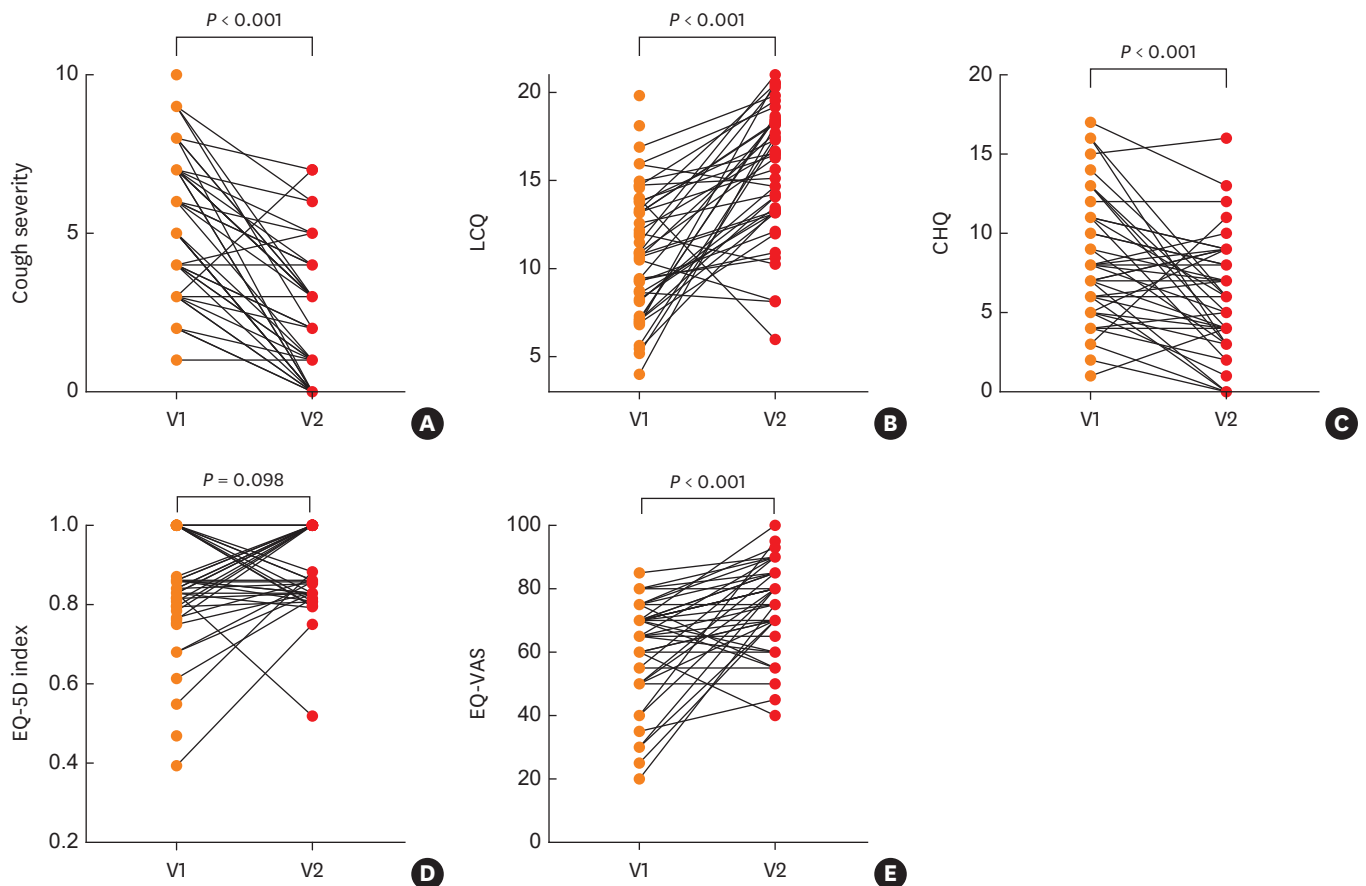 P < 0.001
Cough severity
10
5
0
V1 V2
A
P < 0.001
LCQ
20
15
10
5
V1 V2
B
P < 0.001
CHQ
20
15
10
5
0
V1 V2
C
P = 0.098
EQ-5D index
1.0
0.8
0.6
0.4
0.2
V1 V2
D
P < 0.001
EQ-VAS
100
80
60
40
20
0
V1 V2
E